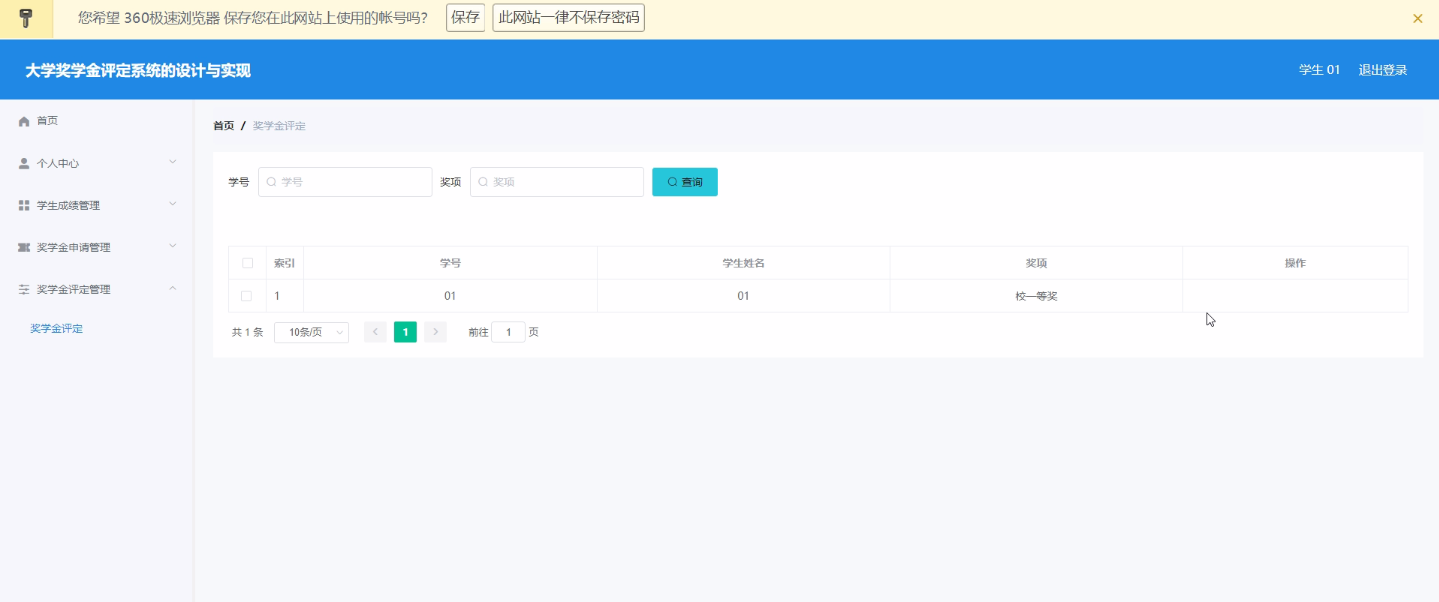 您希望 360极速浏览器 保存您在此网站上使用的帐号吗? 保存 此网站一律不保存密码
大学奖学金评定系统的设计与实现 学生 01 退出登录
首页
个人中心
学生成绩管理
奖学金申请管理
奖学金评定管理
奖学金评定
首页 / 奖学金评定
学号 学号 奖项 奖项 查询
索引 学号 学生姓名 奖项 操作
1 01 01 校一等奖
共 1 条 10条/页 1 前往 1 页